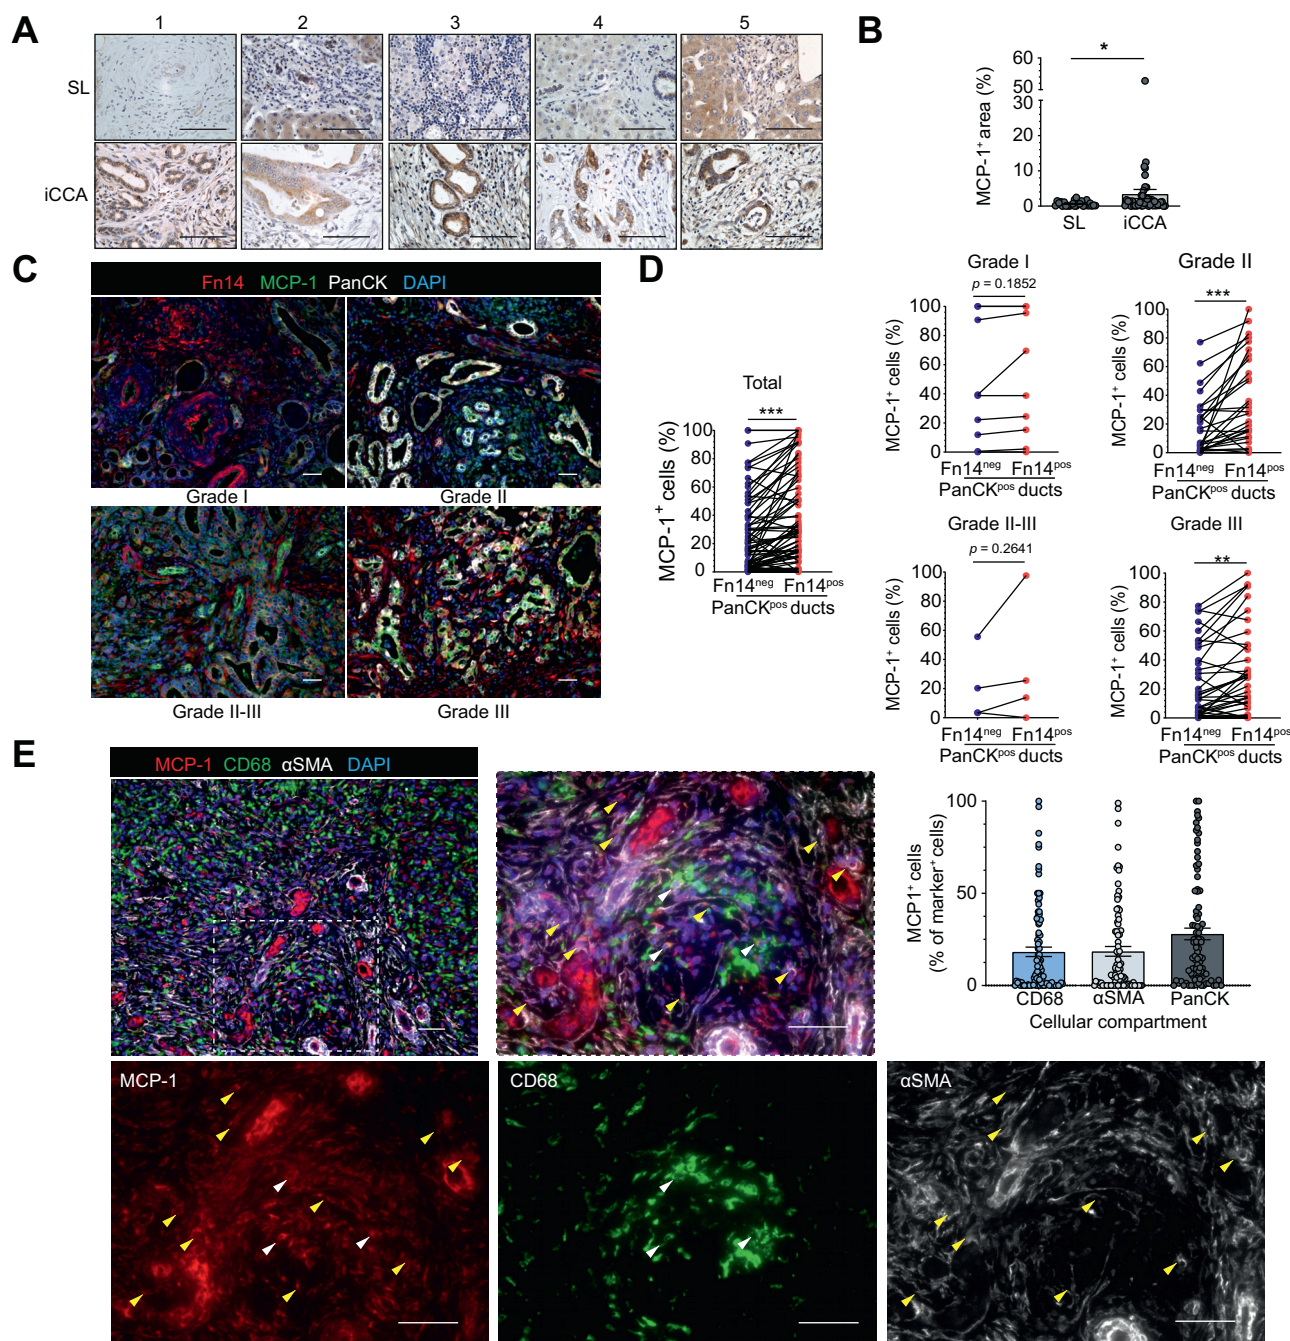 A
1 2 3 4 5
SL
iCCA
B
MCP-1⁺ area (%)
60
50
30
20
10
0
*
SL iCCA
C
Fn14 MCP-1 PanCK DAPI
Grade I Grade II
Grade II-III Grade III
D
Total
***
MCP-1⁺ cells (%)
100
80
60
40
20
0
Fn14ⁿᵉᵍ Fn14ᵖᵒˢ
PanCKᵖᵒˢ ducts
Grade I
p = 0.1852
MCP-1⁺ cells (%)
100
80
60
40
20
0
Fn14ⁿᵉᵍ Fn14ᵖᵒˢ
PanCKᵖᵒˢ ducts
Grade II
***
MCP-1⁺ cells (%)
100
80
60
40
20
0
Fn14ⁿᵉᵍ Fn14ᵖᵒˢ
PanCKᵖᵒˢ ducts
Grade II-III
p = 0.2641
MCP-1⁺ cells (%)
100
80
60
40
20
0
Fn14ⁿᵉᵍ Fn14ᵖᵒˢ
PanCKᵖᵒˢ ducts
Grade III
**
MCP-1⁺ cells (%)
100
80
60
40
20
0
Fn14ⁿᵉᵍ Fn14ᵖᵒˢ
PanCKᵖᵒˢ ducts
E
MCP-1 CD68 αSMA DAPI
MCP1⁺ cells
(% of marker⁺ cells)
100
50
0
CD68 αSMA PanCK
Cellular compartment
MCP-1
CD68
αSMA